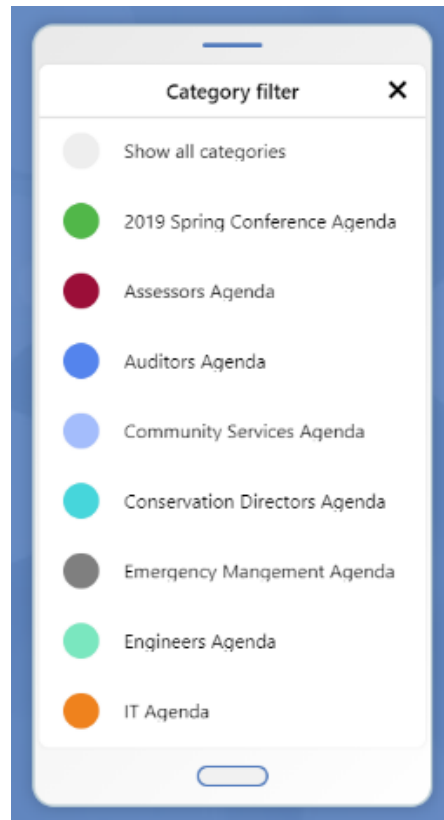 Category filter
Show all categories
2019 Spring Conference Agenda
Assessors Agenda
Auditors Agenda
Community Services Agenda
Conservation Directors Agenda
Emergency Mangement Agenda
Engineers Agenda
IT Agenda